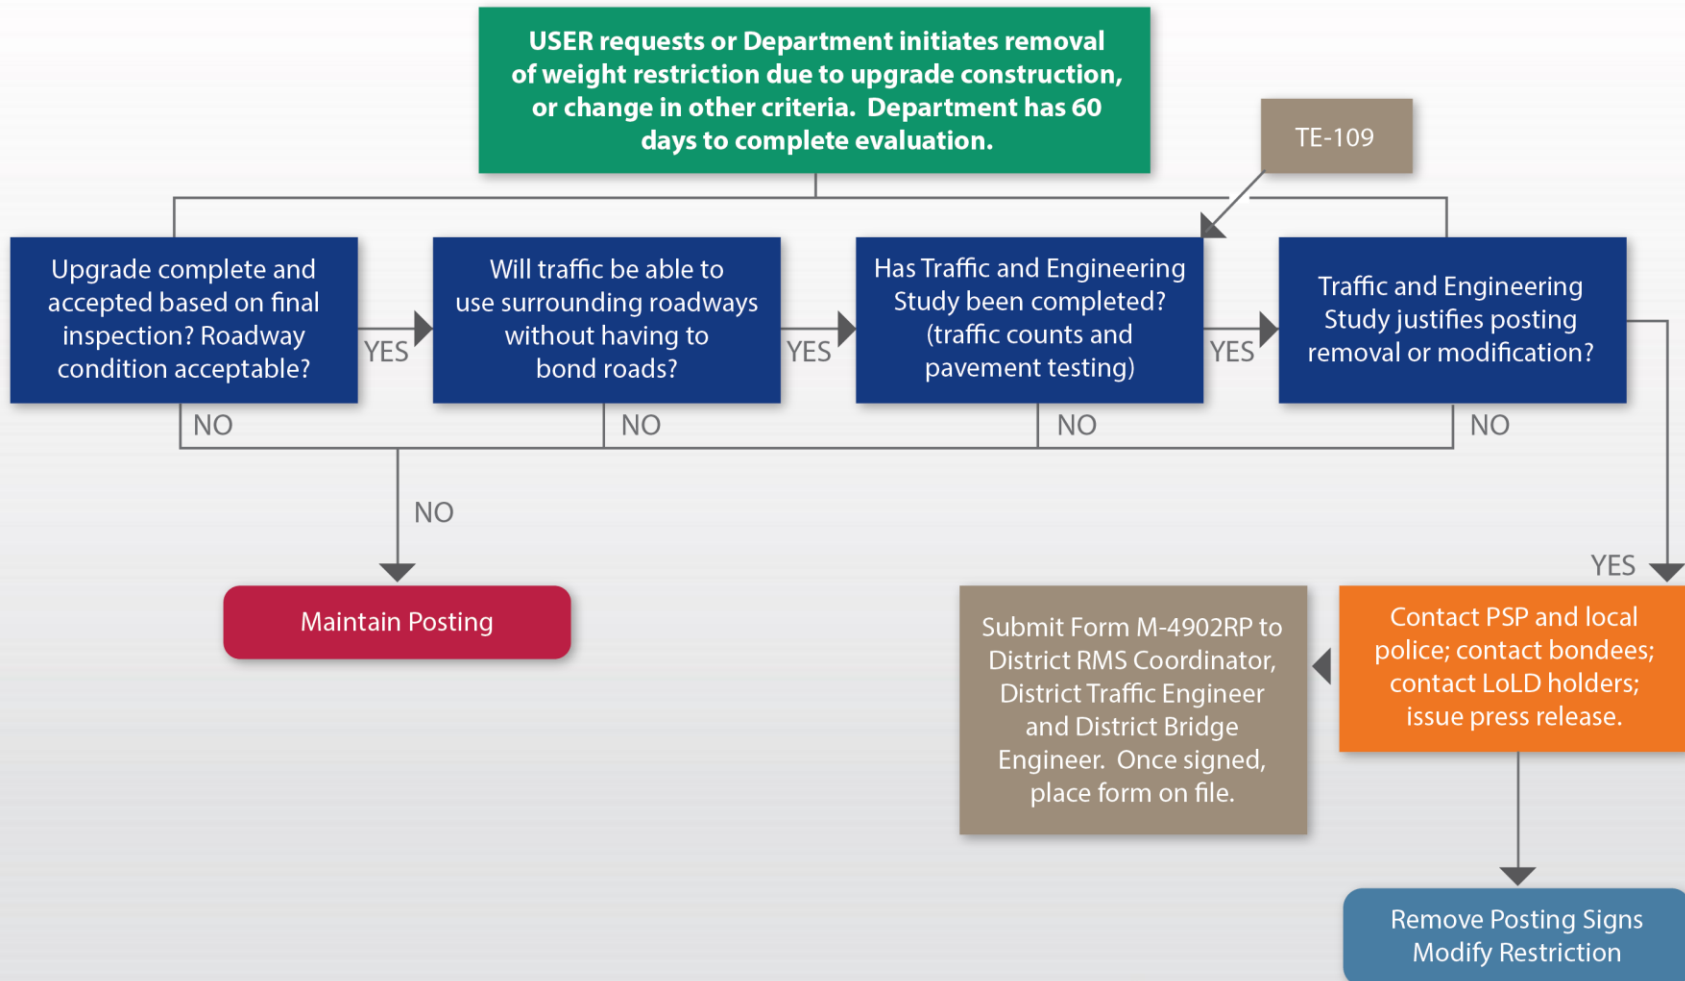 USER requests or Department initiates removal
of weight restriction due to upgrade construction,
or change in other criteria.  Department has 60
days to complete evaluation.
TE-109
Upgrade complete and
accepted based on final
inspection? Roadway
condition acceptable?
YES
Will traffic be able to
use surrounding roadways
without having to
bond roads?
YES
Has Traffic and Engineering
Study been completed?
(traffic counts and
pavement testing)
YES
Traffic and Engineering
Study justifies posting
removal or modification?
NO
NO
NO
NO
NO
YES
Maintain Posting
Submit Form M-4902RP to
District RMS Coordinator,
District Traffic Engineer
and District Bridge
Engineer.  Once signed,
place form on file.
Contact PSP and local
police; contact bondees;
contact LoLD holders;
issue press release.
Remove Posting Signs
Modify Restriction